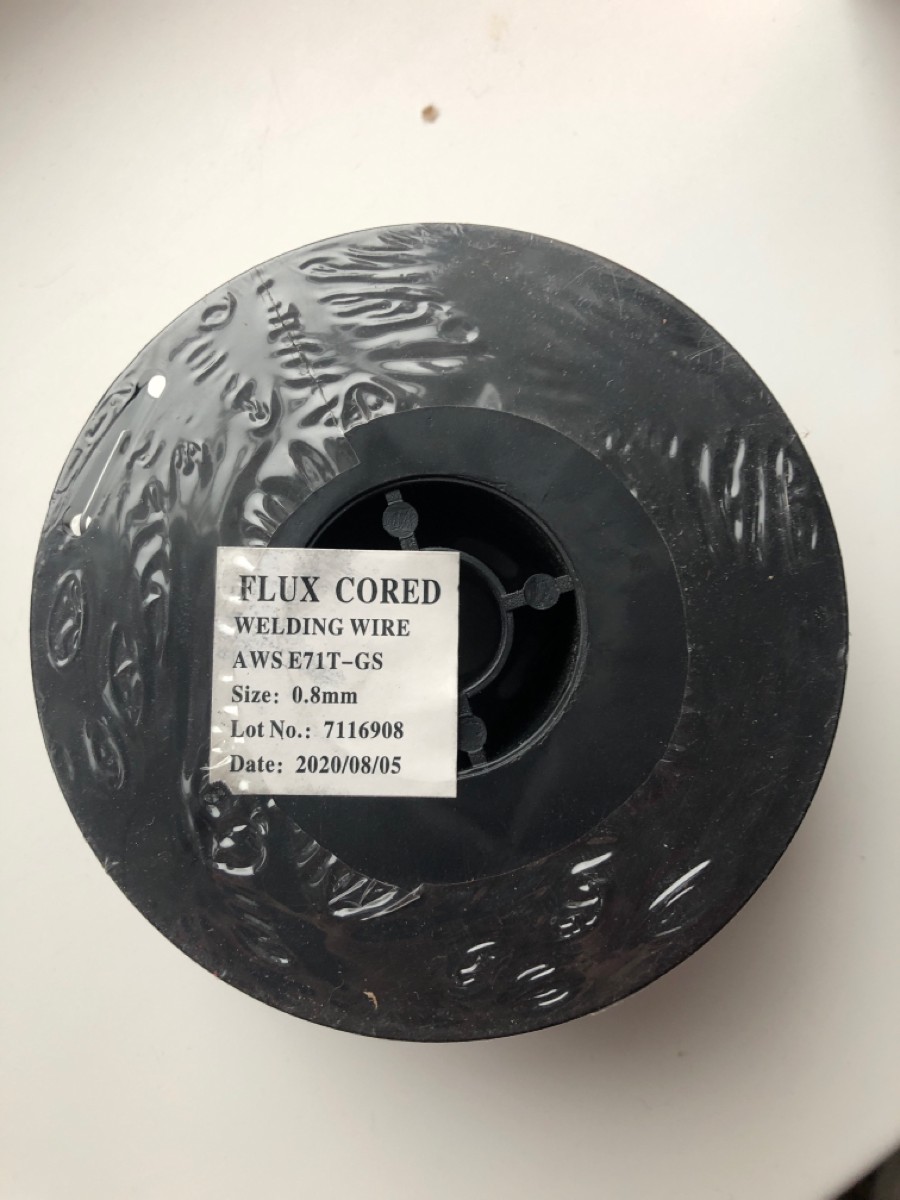 FLUX CORED
WELDING WIRE
AWS E71T-GS
Size: 0.8mm
Lot No.: 7116908
Date: 2020/08/05